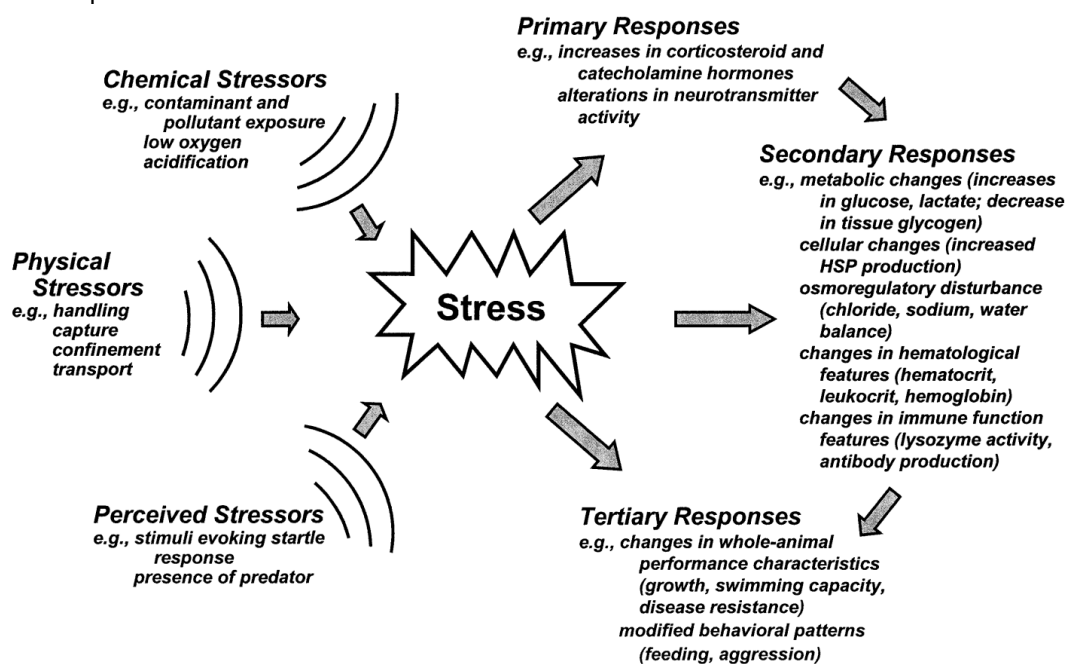 Chemical Stressors
e.g., contaminant and
pollutant exposure
low oxygen
acidification
Physical
Stressors
e.g., handling
capture
confinement
transport
Perceived Stressors
e.g., stimuli evoking startle
response
presence of predator
Stress
Primary Responses
e.g., increases in corticosteroid and
catecholamine hormones
alterations in neurotransmitter
activity
Secondary Responses
e.g., metabolic changes (increases
in glucose, lactate; decrease
in tissue glycogen)
cellular changes (increased
HSP production)
osmoregulatory disturbance
(chloride, sodium, water
balance)
changes in hematological
features (hematocrit,
leukocrit, hemoglobin)
changes in immune function
features (lysozyme activity,
antibody production)
Tertiary Responses
e.g., changes in whole-animal
performance characteristics
(growth, swimming capacity,
disease resistance)
modified behavioral patterns
(feeding, aggression)